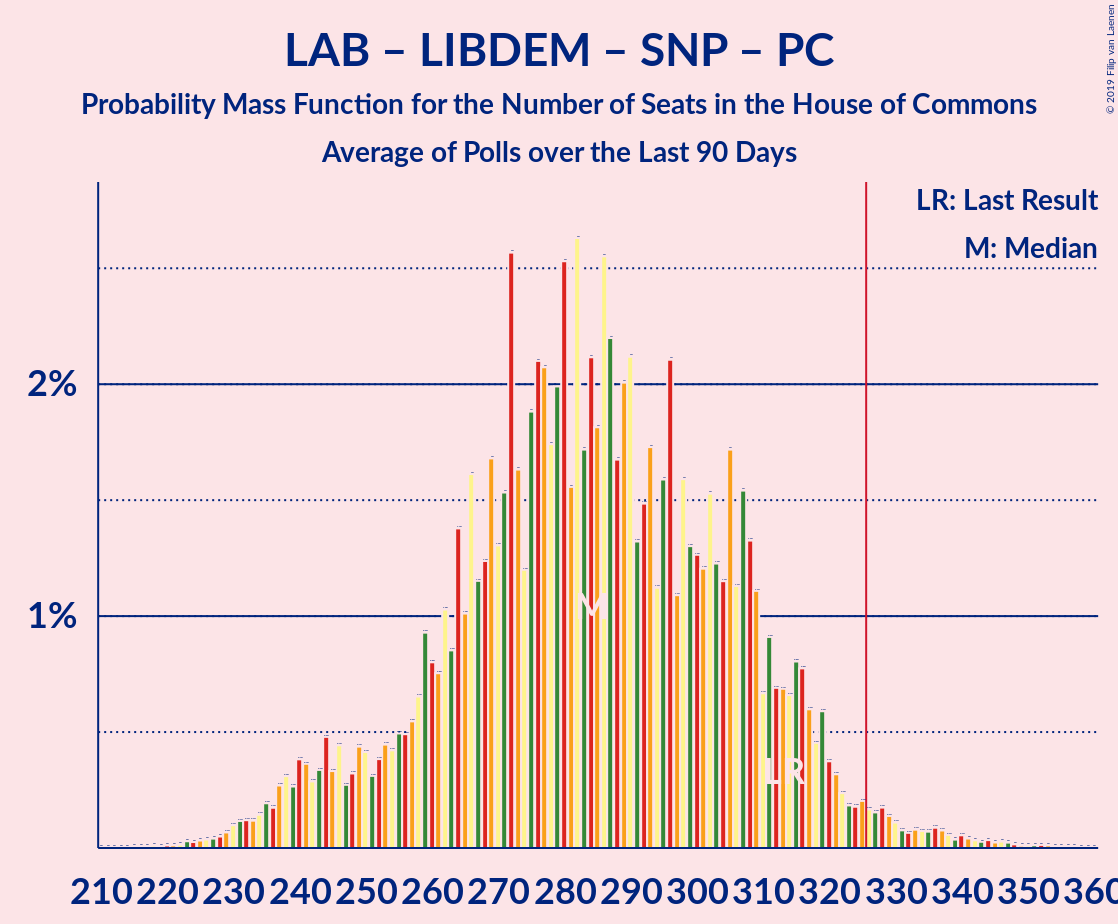 LAB – LIBDEM – SNP – PC
Probability Mass Function for the Number of Seats in the House of Commons
Average of Polls over the Last 90 Days
© 2019 Filip van Laenen
LR: Last Result
M: Median
2%
1%
M
LR
210 220 230 240 250 260 270 280 290 300 310 320 330 340 350 360